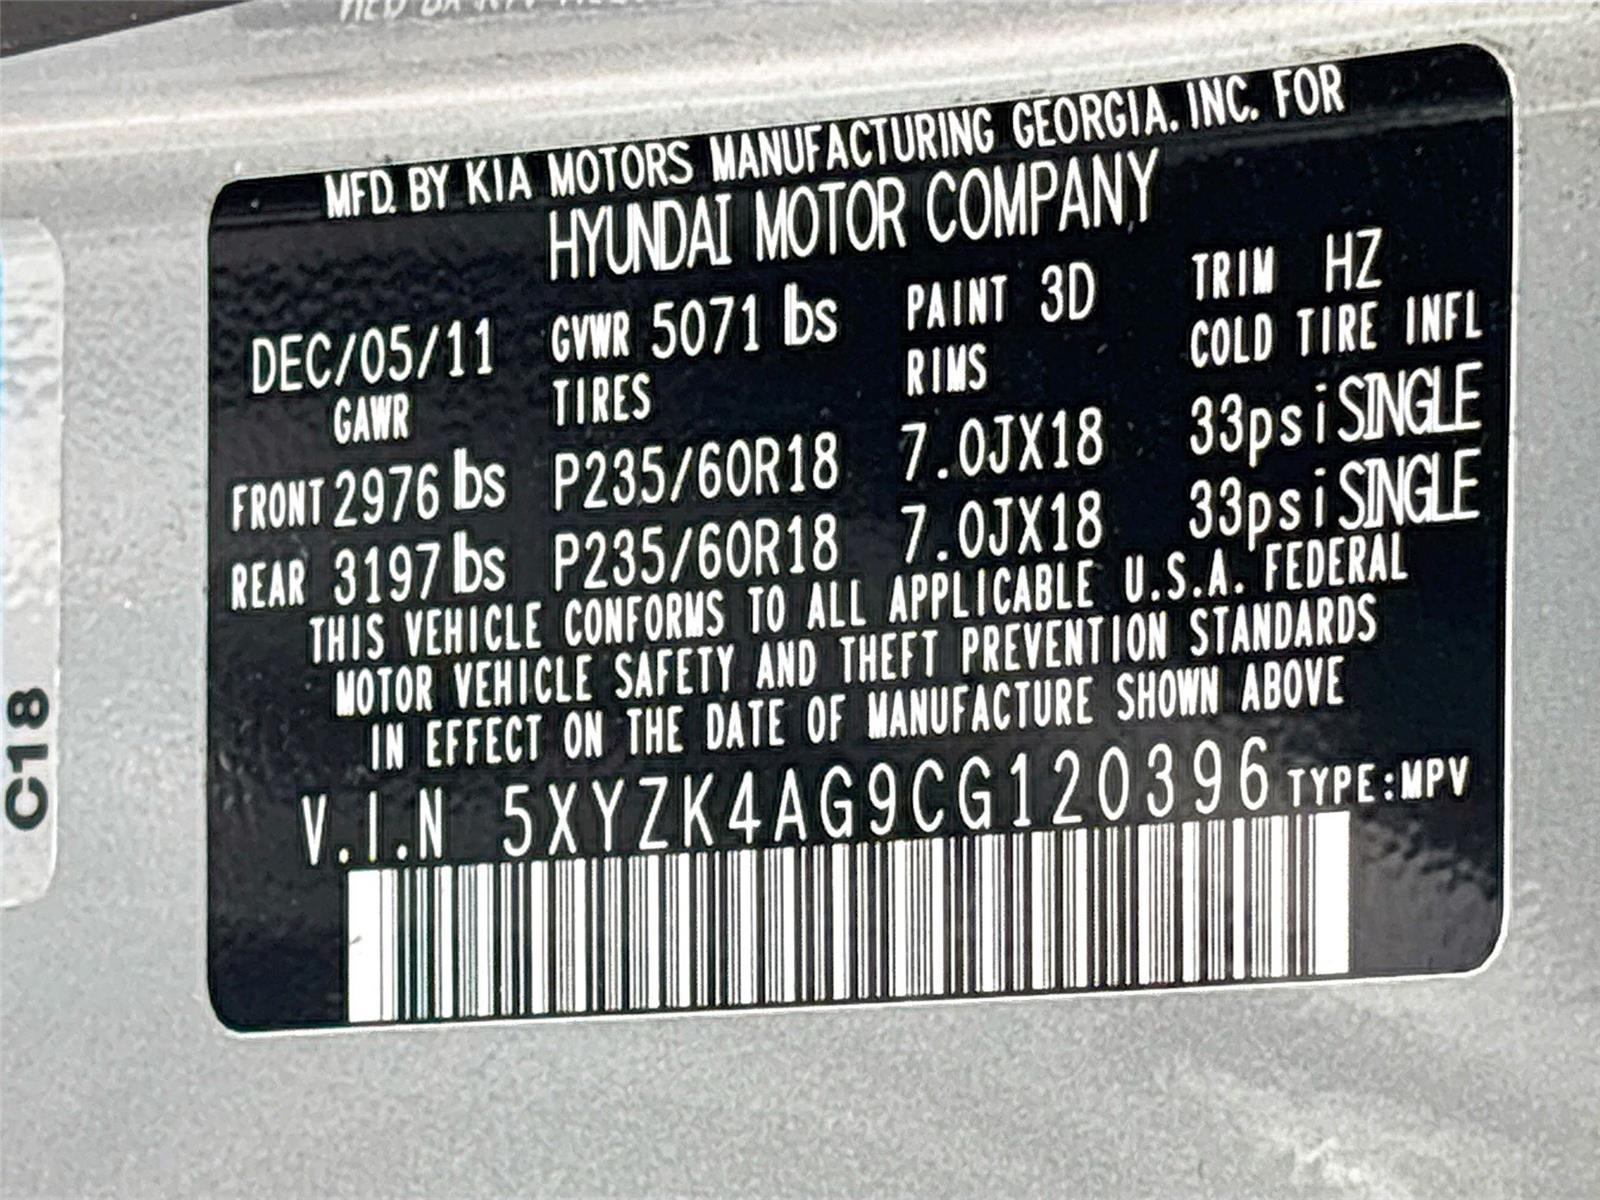 MFD. BY KIA MOTORS MANUFACTURING GEORGIA. INC. FOR
HYUNDAI MOTOR COMPANY
DEC/05/11 GVWR 5071 lbs PAINT 3D TRIM HZ
GAWR TIRES RIMS COLD TIRE INFL
FRONT 2976 lbs P235/60R18 7.0JX18 33psi SINGLE
REAR 3197 lbs P235/60R18 7.0JX18 33psi SINGLE
THIS VEHICLE CONFORMS TO ALL APPLICABLE U.S.A. FEDERAL
MOTOR VEHICLE SAFETY AND THEFT PREVENTION STANDARDS
IN EFFECT ON THE DATE OF MANUFACTURE SHOWN ABOVE
V.I.N 5XYZK4AG9CG120396 TYPE:MPV
C18